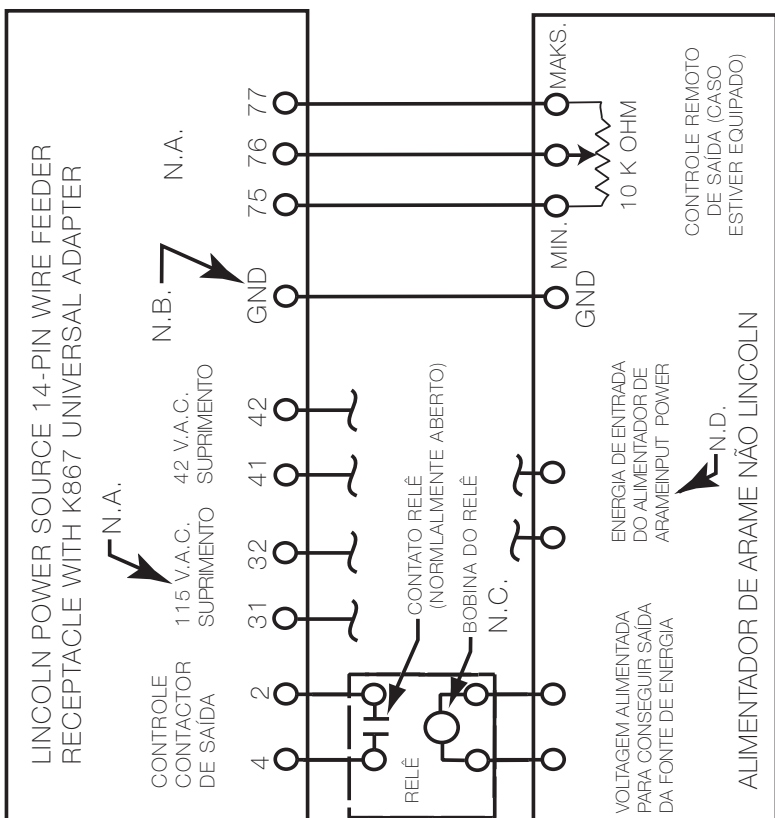 LINCOLN POWER SOURCE 14-PIN WIRE FEEDER
RECEPTACLE WITH K867 UNIVERSAL ADAPTER
CONTROLE
CONTACTOR
DE SAÍDA
N.A.
115 V.A.C.
SUPRIMENTO
42 V.A.C.
SUPRIMENTO
N.B.
N.A.
4
2
31
32
41
42
GND
75
76
77
RELÊ
CONTATO RELÊ
(NORMLALMENTE ABERTO)
BOBINA DO RELÊ
N.C.
GND
MIN.
MAKS.
10 K OHM
VOLTAGEM ALIMENTADA
PARA CONSEGUIR SAÍDA
DA FONTE DE ENERGIA
ENERGIA DE ENTRADA
DO ALIMENTADOR DE
ARAMEINPUT POWER
N.D.
CONTROLE REMOTO
DE SAÍDA (CASO
ESTIVER EQUIPADO)
ALIMENTADOR DE ARAME NÃO LINCOLN